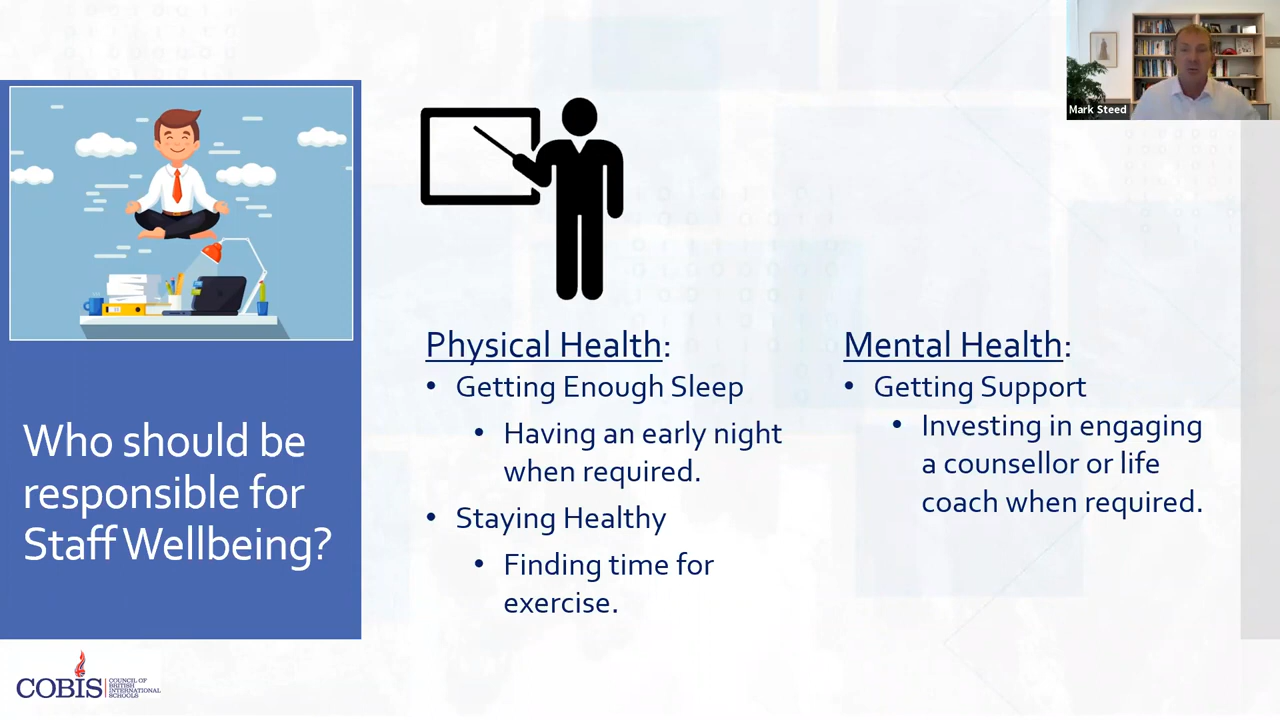 Mark Steed
Who should be
responsible for
Staff Wellbeing?
Physical Health:
• Getting Enough Sleep
• Having an early night
when required.
• Staying Healthy
• Finding time for
exercise.
Mental Health:
• Getting Support
• Investing in engaging
a counsellor or life
coach when required.
COBIS
COUNCIL OF
BRITISH
INTERNATIONAL
SCHOOLS